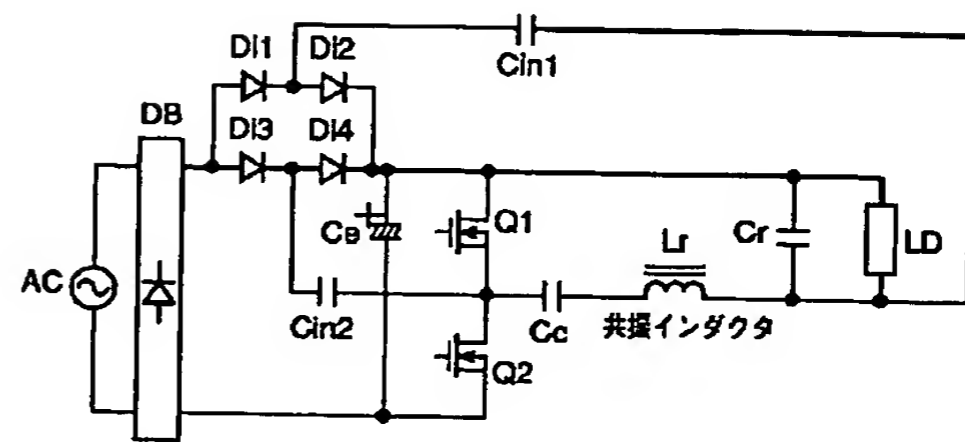 DI1
DI2
Cin1
DB
DI3
DI4
CB
Q1
Lr
Cr
LD
AC
Cin2
Cc
共振インダクタ
Q2